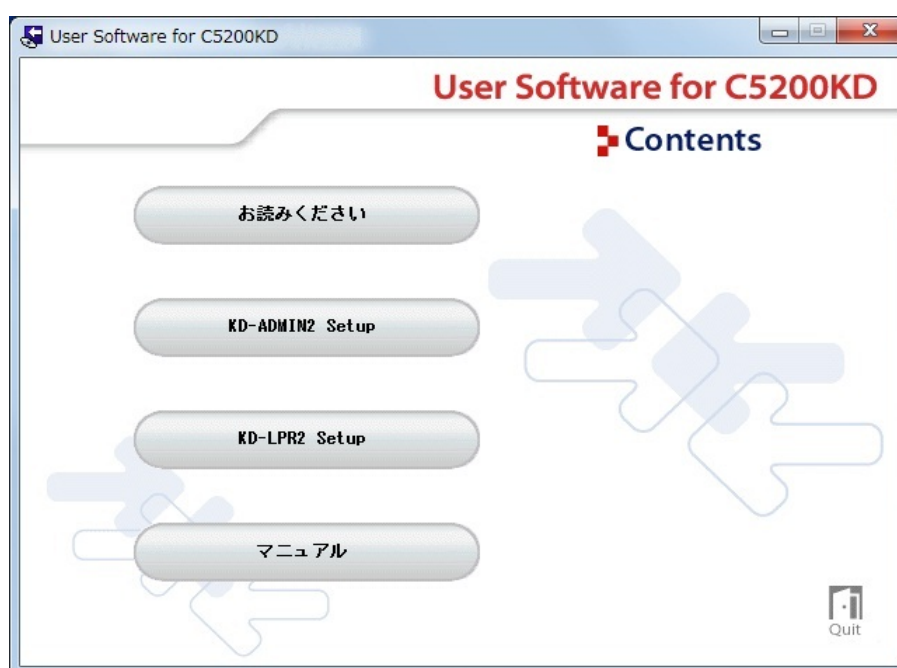 User Software for C5200KD
User Software for C5200KD
Contents
お読みください
KD-ADMIN2 Setup
KD-LPR2 Setup
マニュアル
Quit